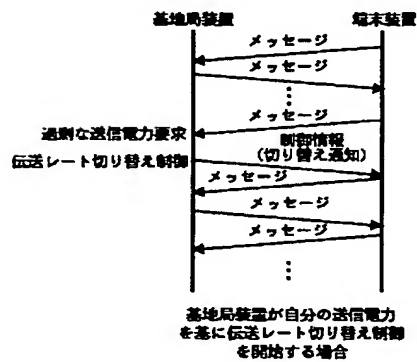 基地局装置 端末装置
メッセージ
メッセージ
メッセージ
過剰な送信電力要求
制御情報
(切り替え通知)
伝送レート切り替え制御
メッセージ
メッセージ
メッセージ
基地局装置が自分の送信電力
を基に伝送レート切り替え制御
を開始する場合